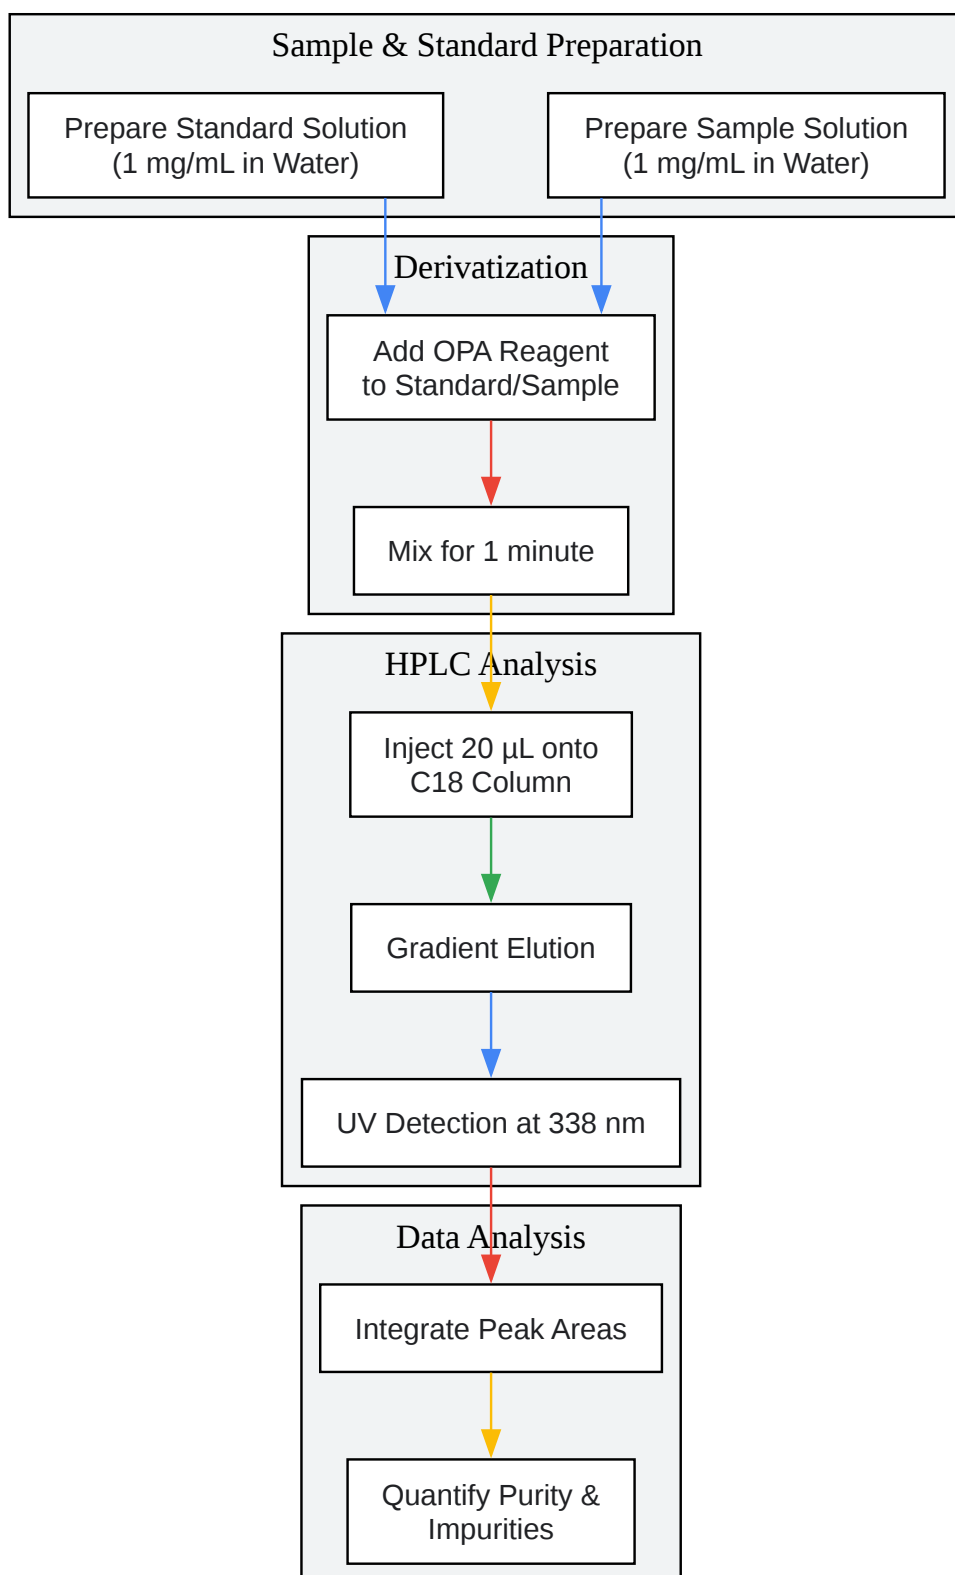 Sample & Standard Preparation
Prepare Standard Solution
(1 mg/mL in Water)
Prepare Sample Solution
(1 mg/mL in Water)
Derivatization
Add OPA Reagent
to Standard/Sample
Mix for 1 minute
HPLC Analysis
Inject 20 µL onto
C18 Column
Gradient Elution
UV Detection at 338 nm
Data Analysis
Integrate Peak Areas
Quantify Purity &
Impurities